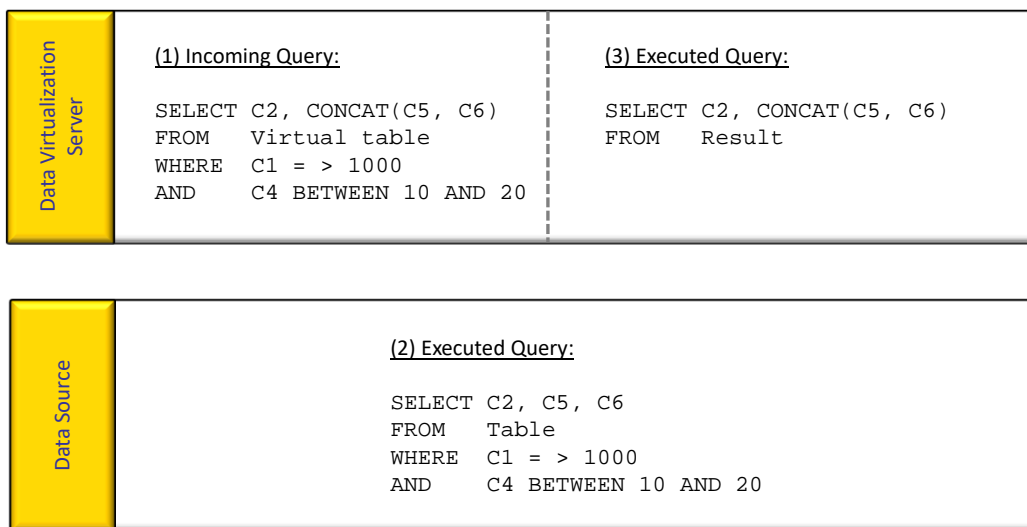 Data Virtualization
Server
(1) Incoming Query:
SELECT C2, CONCAT(C5, C6)
FROM Virtual table
WHERE C1 = > 1000
AND C4 BETWEEN 10 AND 20
(3) Executed Query:
SELECT C2, CONCAT(C5, C6)
FROM Result
Data Source
(2) Executed Query:
SELECT C2, C5, C6
FROM Table
WHERE C1 = > 1000
AND C4 BETWEEN 10 AND 20